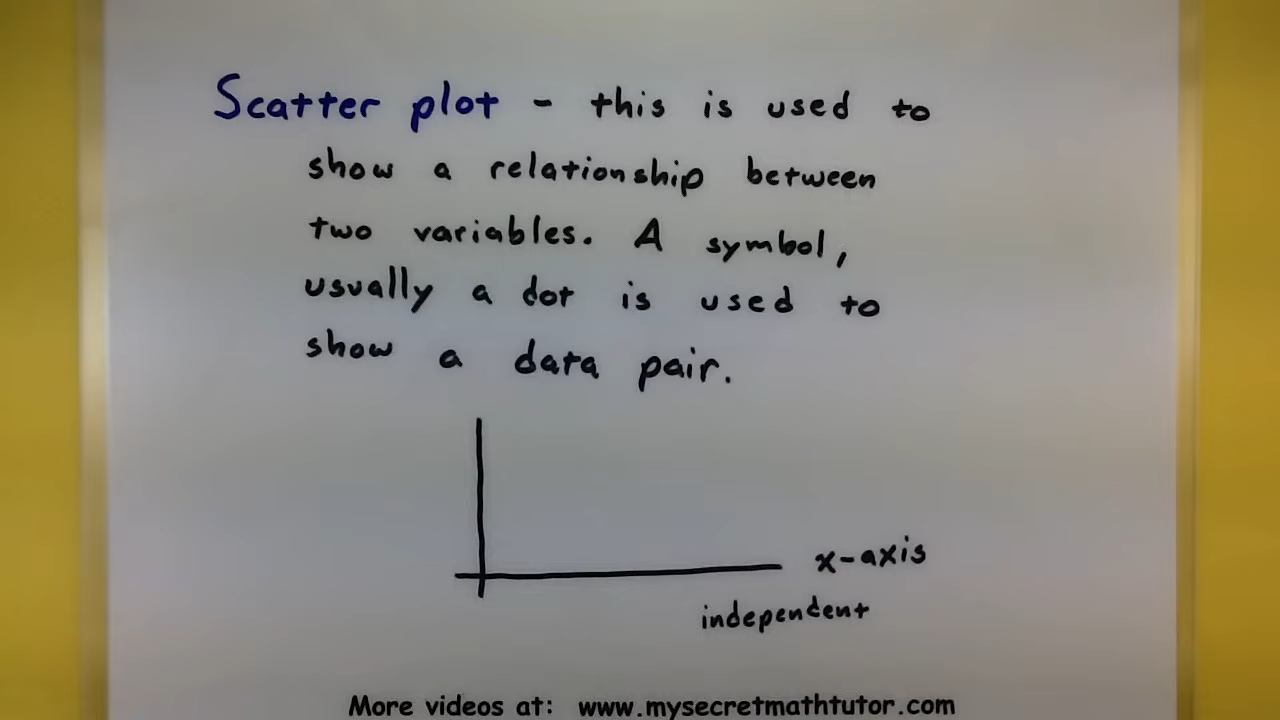 Scatter plot - this is used to
show a relationship between
two variables. A symbol,
usually a dot is used to
show a data pair.
x-axis
independent
More videos at: www.mysecretmathtutor.com